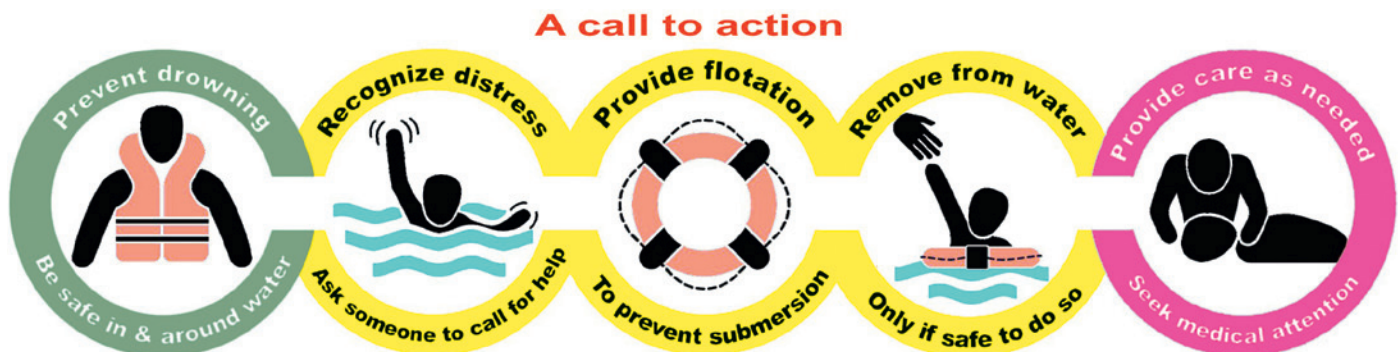 A call to action
Prevent drowning
Be safe in & around water
Recognize distress
Ask someone to call for help
Provide flotation
To prevent submersion
Remove from water
Only if safe to do so
Provide care as needed
Seek medical attention